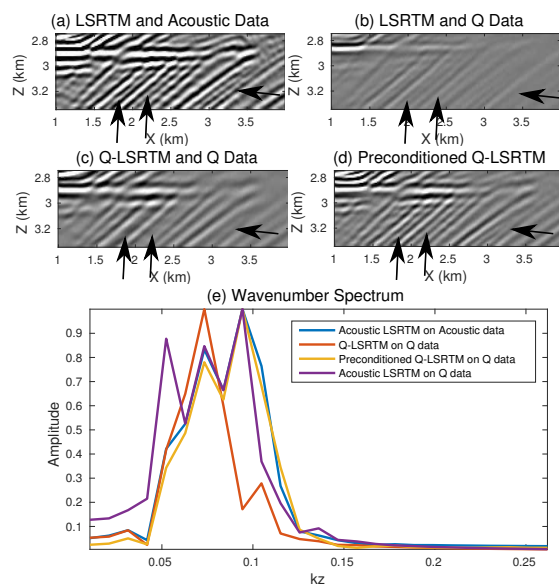 (a) LSRTM and Acoustic Data
(b) LSRTM and Q Data
Z (km)
2.8
3
3.2
1 1.5 2 2.5 3 3.5
X (km)
Z (km)
2.8
3
3.2
1 1.5 2 2.5 3 3.5
X (km)
(c) Q-LSRTM and Q Data
(d) Preconditioned Q-LSRTM
Z (km)
2.8
3
3.2
1 1.5 2 2.5 3 3.5
X (km)
Z (km)
2.8
3
3.2
1 1.5 2 2.5 3 3.5
X (km)
(e) Wavenumber Spectrum
Acoustic LSRTM on Acoustic data
Q-LSRTM on Q data
Preconditioned Q-LSRTM on Q data
Acoustic LSRTM on Q data
Amplitude
0.9
0.8
0.7
0.6
0.5
0.4
0.3
0.2
0.1
0.05 0.1 0.15 0.2 0.25
kz